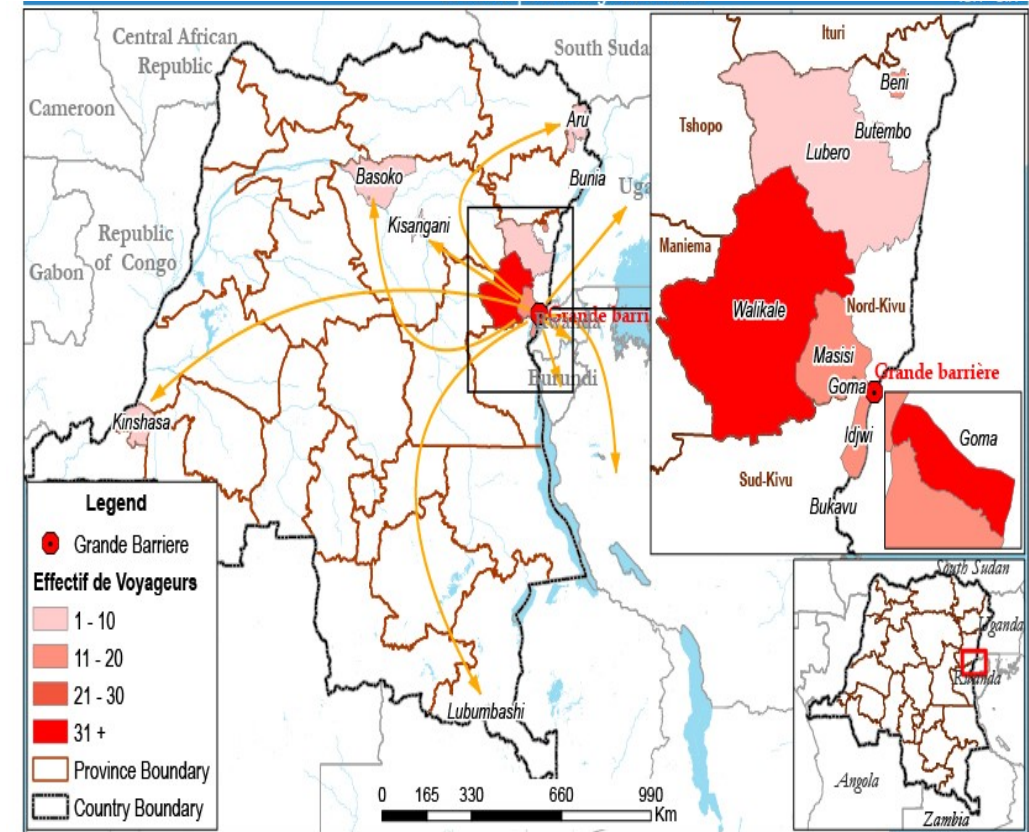 Central African
Republic
South Suda
Cameroon
Aru
Basoko
Bunia
Uga
Kisangani
Republic
of Congo
Gabon
Grande barri
Rwanda
Burundi
Kinshasa
Lubumbashi
Ituri
Beni
Tshopo
Butembo
Lubero
Maniema
Walikale
Nord-Kivu
Masisi
Grande barrière
Goma
Idjwi
Goma
Sud-Kivu
Bukavu
Legend
Grande Barriere
Effectif de Voyageurs
1 - 10
11 - 20
21 - 30
31 +
Province Boundary
Country Boundary
0 165 330 660 990
Km
South Sudan
Uganda
Rwanda
Angola
Zambia